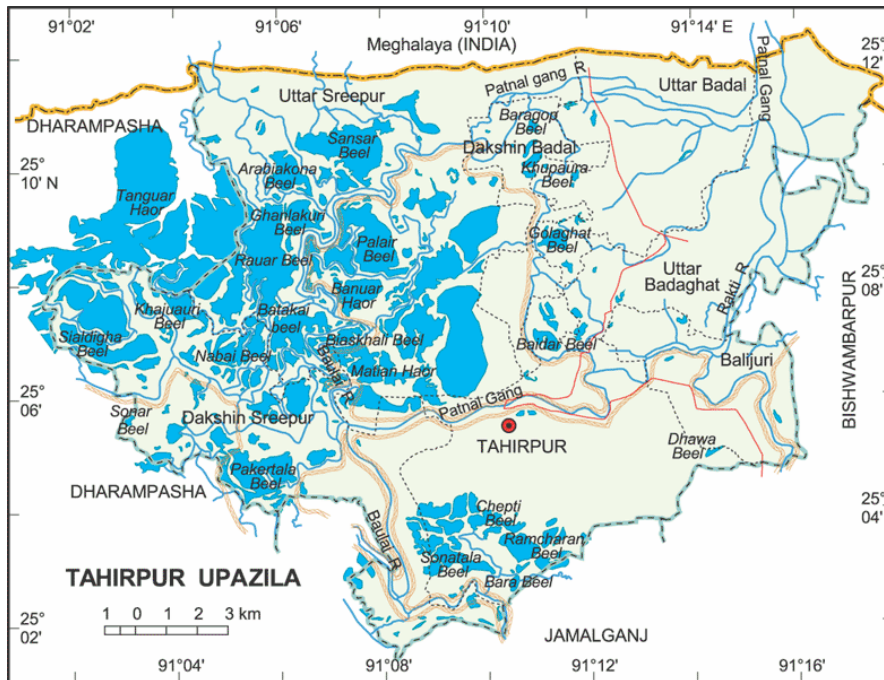 91°02'
91°06'
91°10'
91°14' E
Meghalaya (INDIA)
25°
12'
Patnal gang R
Patnal Gang
Uttar Badal
Uttar Sreepur
DHARAMPASHA
Baragop
Beel
Sansar
Beel
Dakshin Badal
25°
10' N
Arabiakona
Beel
Khupaura
Beel
Tanguar
Haor
Ghanlakuri
Beel
Golaghat
Beel
Palair
Beel
Rauar Beel
Uttar
Badaghat
25°
08'
Rakti R
Banuar
Haor
Khajuauri
Beel
Batakai
beel
BISHWAMBARPUR
Sialdigha
Beel
Biaskhali Beel
Baidar Beel
Nabai Beel
Baulai R
Matian Haor
Balijuri
25°
06'
Patnal Gang
Sonar
Beel
Dakshin Sreepur
TAHIRPUR
Dhawa
Beel
Pakertala
Beel
DHARAMPASHA
25°
04'
Chepti
Beel
Baulai R
Ramcharan
Beel
Sonatala
Beel
Bara Beel
TAHIRPUR UPAZILA
1 0 1 2 3 km
25°
02'
JAMALGANJ
91°04'
91°08'
91°12'
91°16'